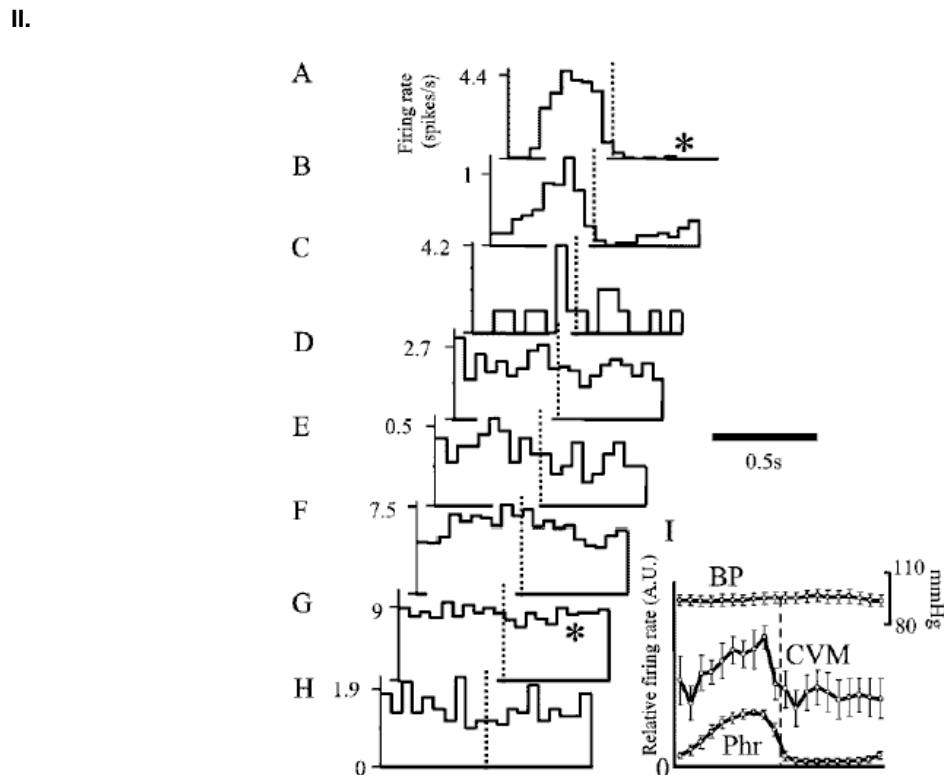 II.
A
4.4
Firing rate
(spikes/s)
*
B
1
C
4.2
D
2.7
E
0.5
0.5s
F
7.5
I
G
9
*
H
1.9
0
Relative firing rate (A.U.)
BP
110
80
mmHg
CVM
Phr
0